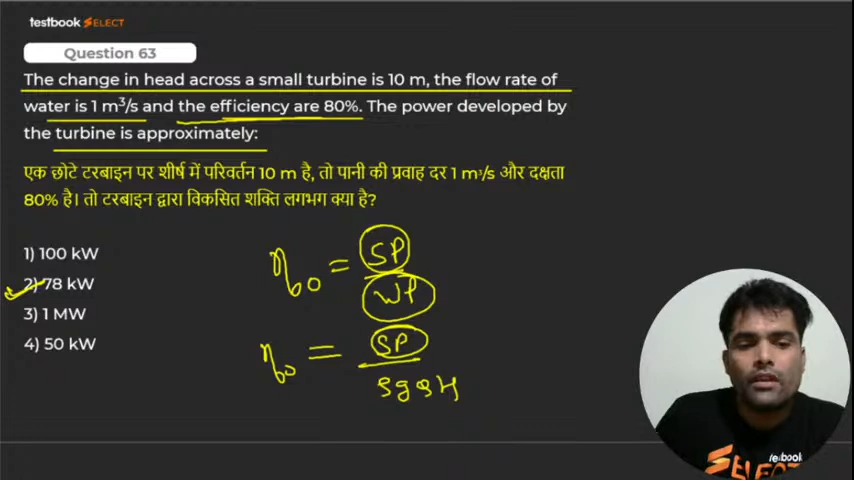 testbook SELECT
Question 63
The change in head across a small turbine is 10 m, the flow rate of
water is 1 m³/s and the efficiency are 80%. The power developed by
the turbine is approximately:
एक छोटे टरबाइन पर शीर्ष में परिवर्तन 10 m है, तो पानी की प्रवाह दर 1 m³/s और दक्षता
80% है। तो टरबाइन द्वारा विकसित शक्ति लगभग क्या है?
1) 100 kW
2) 78 kW
3) 1 MW
4) 50 kW
η₀ = SP
WP
η₀ = SP
ρgQH
testbook
SELECT